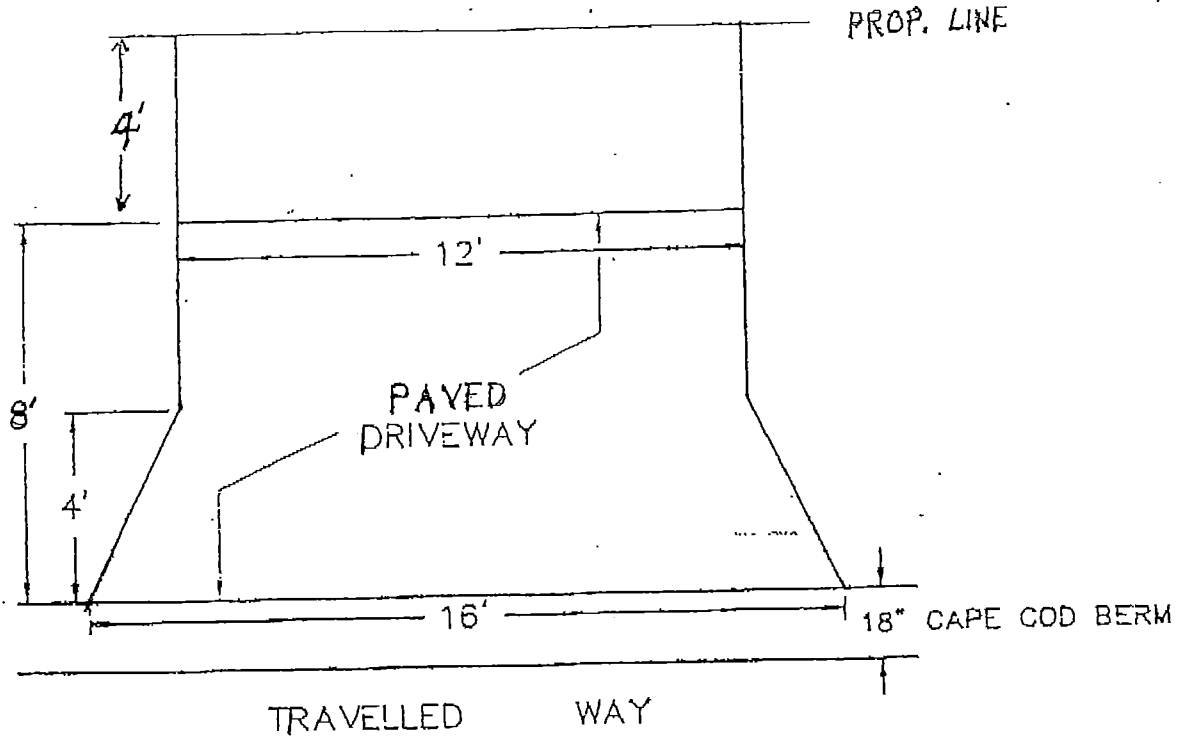 PROP. LINE
4'
12'
8'
PAVED
DRIVEWAY
4'
16'
18" CAPE COD BERM
TRAVELLED WAY